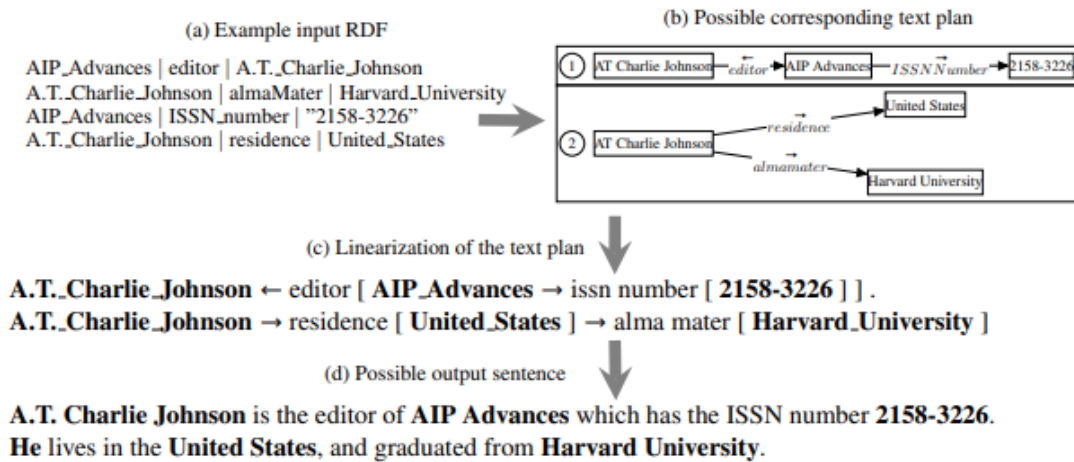 (a) Example input RDF
AIP_Advances | editor | A.T._Charlie_Johnson
A.T._Charlie_Johnson | almaMater | Harvard_University
AIP_Advances | ISSN_number | ”2158-3226”
A.T._Charlie_Johnson | residence | United_States
(b) Possible corresponding text plan
1 AT Charlie Johnson ←editor AIP Advances →ISSNNumber 2158-3226
United States
→residence
2 AT Charlie Johnson
→almamater
Harvard University
(c) Linearization of the text plan
A.T._Charlie_Johnson ← editor [ AIP_Advances → issn number [ 2158-3226 ] ] .
A.T._Charlie_Johnson → residence [ United_States ] → alma mater [ Harvard_University ]
(d) Possible output sentence
A.T. Charlie Johnson is the editor of AIP Advances which has the ISSN number 2158-3226.
He lives in the United States, and graduated from Harvard University.